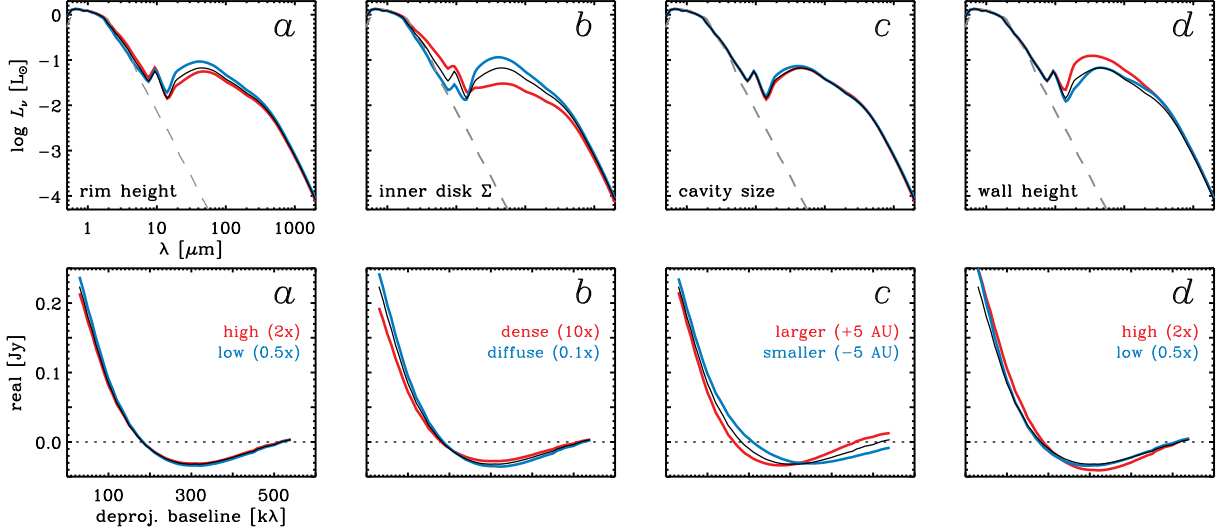 0
−1
−2
−3
−4
log Lν [L⊙]
a
rim height
1
10
100
1000
λ [μm]
b
inner disk Σ
c
cavity size
d
wall height
0.2
0.1
0.0
real [Jy]
a
high (2x)
low (0.5x)
100
300
500
deproj. baseline [kλ]
b
dense (10x)
diffuse (0.1x)
c
larger (+5 AU)
smaller (−5 AU)
d
high (2x)
low (0.5x)